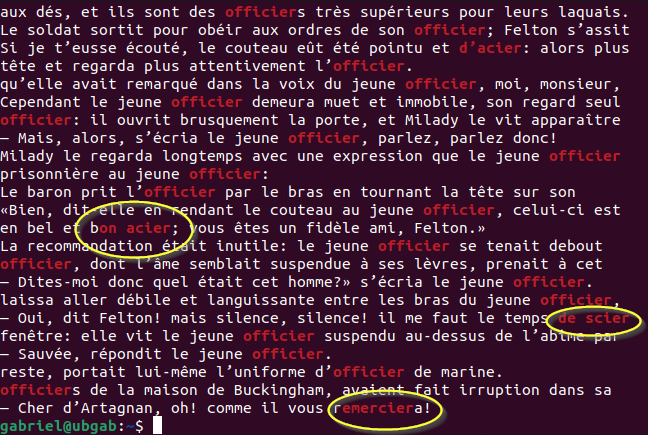 aux dés, et ils sont des officiers très supérieurs pour leurs laquais.
Le soldat sortit pour obéir aux ordres de son officier; Felton s’assit
Si je t’eusse écouté, le couteau eût été pointu et d’acier: alors plus
tête et regarda plus attentivement l’officier.
qu’elle avait remarqué dans la voix du jeune officier, moi, monsieur,
Cependant le jeune officier demeura muet et immobile, son regard seul
officier: il ouvrit brusquement la porte, et Milady le vit apparaître
— Mais, alors, s’écria le jeune officier, parlez, parlez donc!
Milady le regarda longtemps avec une expression que le jeune officier
prisonnière au jeune officier:
Le baron prit l’officier par le bras en tournant la tête sur son
«Bien, dit-elle en rendant le couteau au jeune officier, celui-ci est
en bel et bon acier; vous êtes un fidèle ami, Felton.»
La recommandation était inutile: le jeune officier se tenait debout
officier, dont l’âme semblait suspendue à ses lèvres, prenait à cet
— Dites-moi donc quel était cet homme?» s’écria le jeune officier.
laissa aller débile et languissante entre les bras du jeune officier,
— Oui, dit Felton! mais silence, silence! il me faut le temps de scier
fenêtre: elle vit le jeune officier suspendu au-dessus de l’abîme par
— Sauvée, répondit le jeune officier.
reste, portait lui-même l’uniforme d’officier de marine.
officiers de la maison de Buckingham, avaient fait irruption dans sa
— Cher d’Artagnan, oh! comme il vous remerciera!
gabriel@ubgab:~$